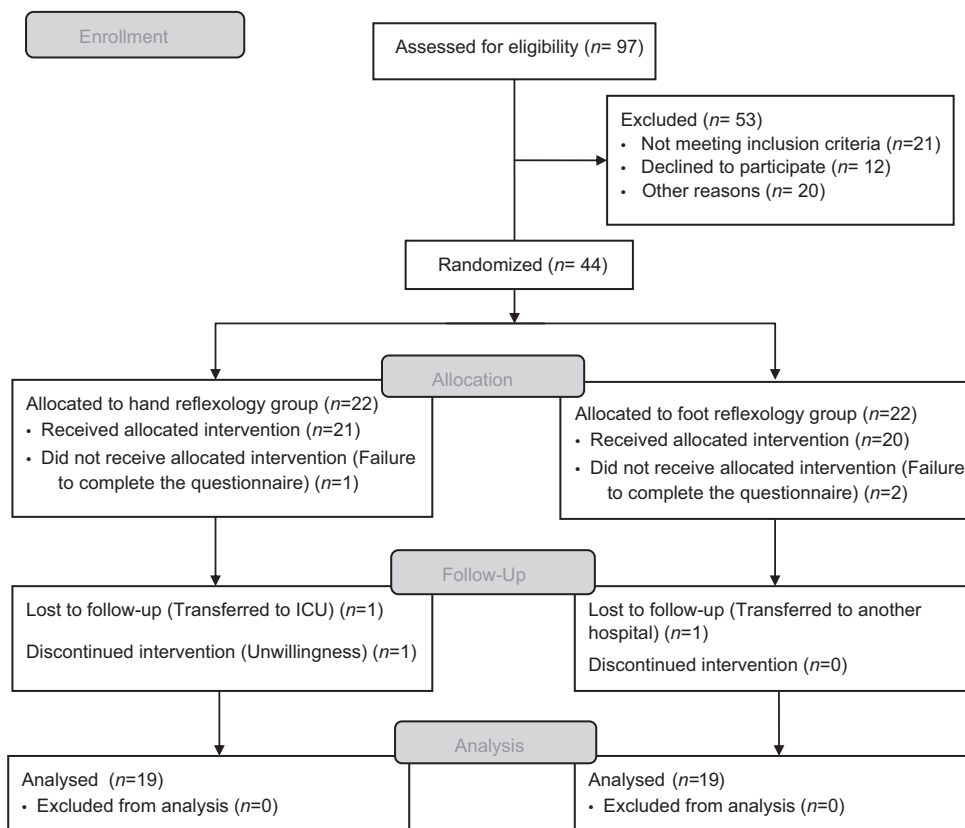 Enrollment
Assessed for eligibility (n= 97)
Excluded (n= 53)
• Not meeting inclusion criteria (n=21)
• Declined to participate (n= 12)
• Other reasons (n= 20)
Randomized (n= 44)
Allocation
Allocated to hand reflexology group (n=22)
• Received allocated intervention (n=21)
• Did not receive allocated intervention (Failure
to complete the questionnaire) (n=1)
Allocated to foot reflexology group (n=22)
• Received allocated intervention (n=20)
• Did not receive allocated intervention (Failure
to complete the questionnaire) (n=2)
Follow-Up
Lost to follow-up (Transferred to ICU) (n=1)
Discontinued intervention (Unwillingness) (n=1)
Lost to follow-up (Transferred to another
hospital) (n=1)
Discontinued intervention (n=0)
Analysis
Analysed (n=19)
• Excluded from analysis (n=0)
Analysed (n=19)
• Excluded from analysis (n=0)